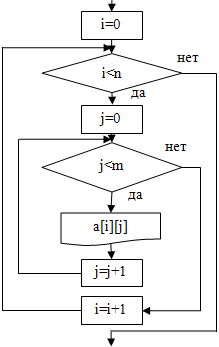 i=0
нет
i<n
да
j=0
нет
j<m
да
a[i][j]
j=j+1
i=i+1